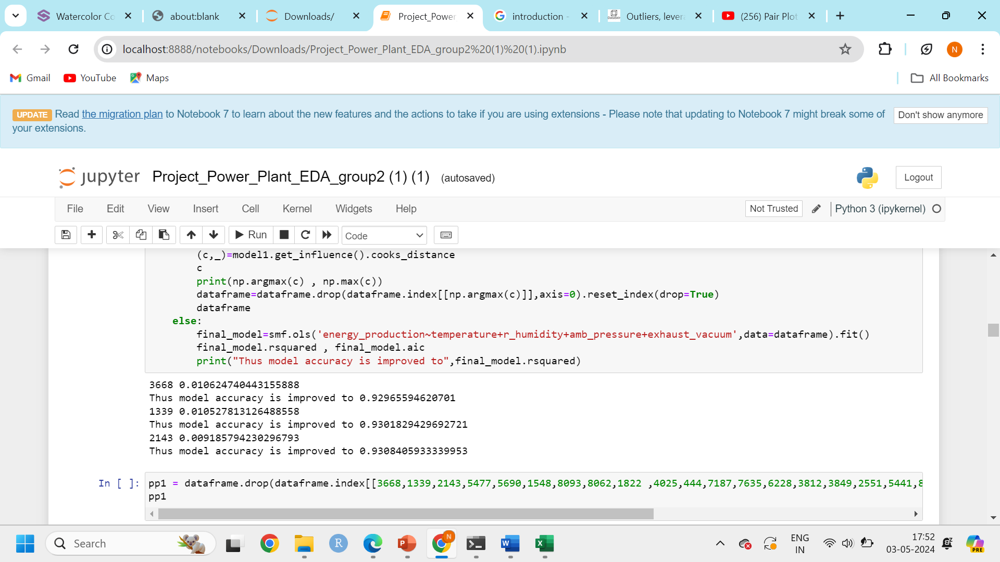 Watercolor Co
about:blank
Downloads/
Project_Power
introduction -
Outliers, lever
(256) Pair Plot
localhost:8888/notebooks/Downloads/Project_Power_Plant_EDA_group2%20(1)%20(1).ipynb
N
Gmail
YouTube
Maps
All Bookmarks
UPDATE Read the migration plan to Notebook 7 to learn about the new features and the actions to take if you are using extensions - Please note that updating to Notebook 7 might break some of
your extensions.
Don't show anymore
jupyter Project_Power_Plant_EDA_group2 (1) (1) (autosaved)
Logout
File Edit View Insert Cell Kernel Widgets Help
Not Trusted
Python 3 (ipykernel)
Run
Code
(c,_)=model1.get_influence().cooks_distance
c
print(np.argmax(c) , np.max(c))
dataframe=dataframe.drop(dataframe.index[[np.argmax(c)]],axis=0).reset_index(drop=True)
dataframe
else:
final_model=smf.ols('energy_production~temperature+r_humidity+amb_pressure+exhaust_vacuum',data=dataframe).fit()
final_model.rsquared , final_model.aic
print("Thus model accuracy is improved to",final_model.rsquared)
3668 0.010624740443155888
Thus model accuracy is improved to 0.92965594620701
1339 0.010527813126488558
Thus model accuracy is improved to 0.9301829429692721
2143 0.009185794230296793
Thus model accuracy is improved to 0.9308405933339953
In [ ]: pp1 = dataframe.drop(dataframe.index[[3668,1339,2143,5477,5690,1548,8093,8062,1822 ,4025,444,7187,7635,6228,3812,3849,2551,5441,8
pp1
Search
R
P
N
W
X
ENG
IN
17:52
03-05-2024
PRE